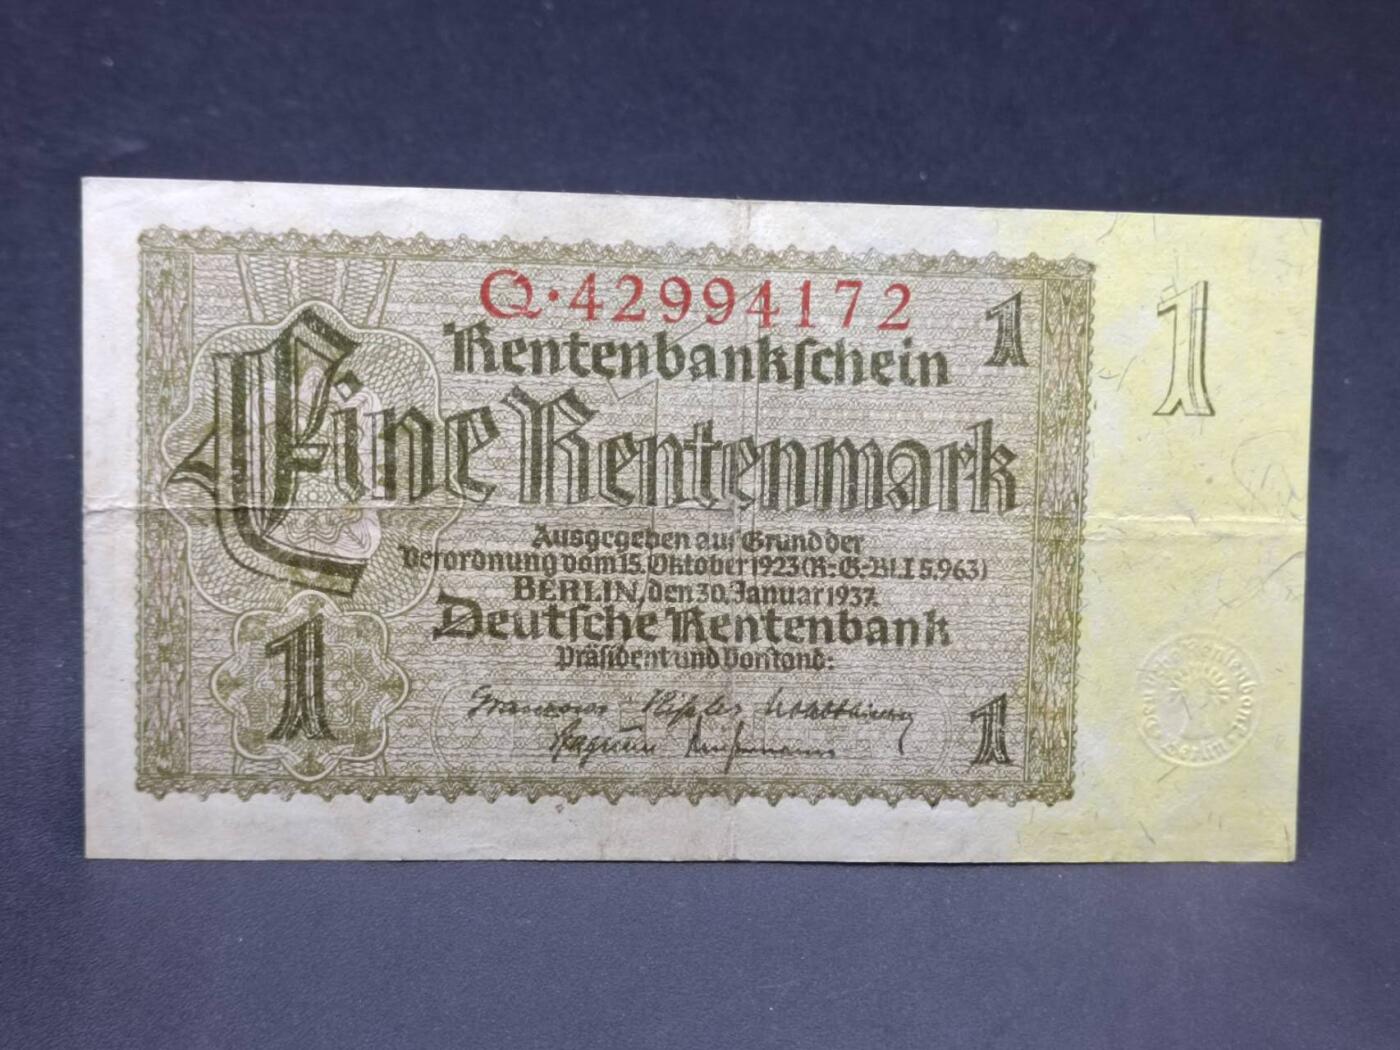 Q·42994172
Rentenbankschein
1
1
Eine Rentenmark
Ausgegeben auf Grund der
Verordnung vom 15. Oktober 1923 (R.-G.-Bl. I S. 963)
BERLIN, den 30. Januar 1937.
Deutsche Rentenbank
Präsident und Vorstand:
1
1